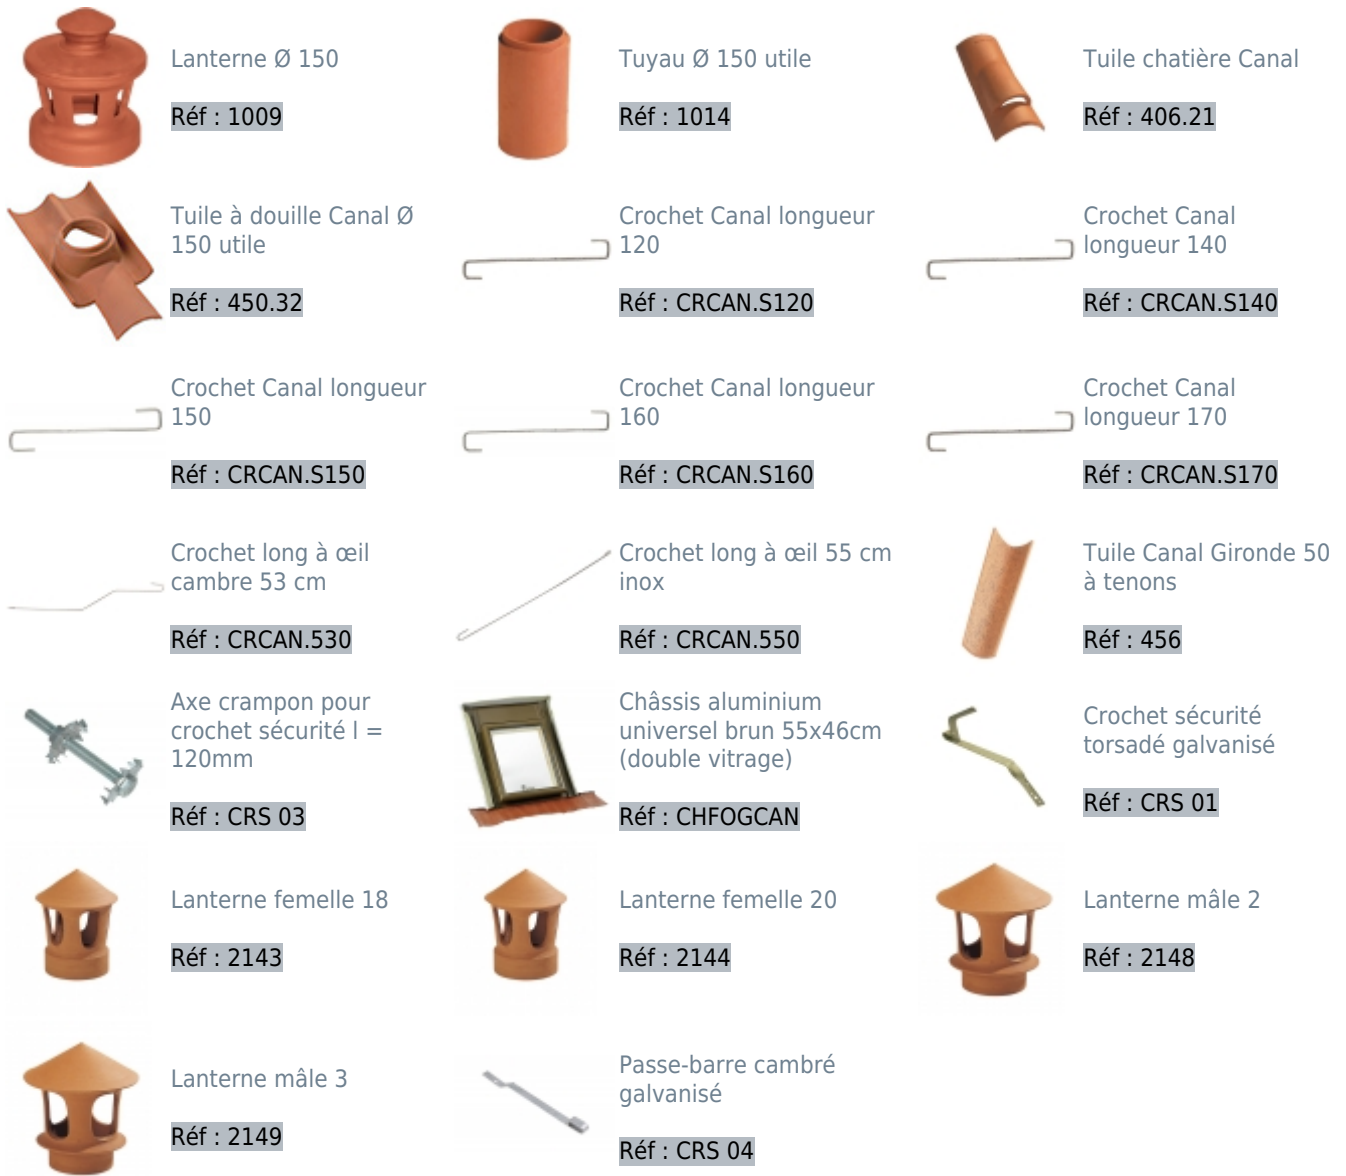 Lanterne Ø 150
Réf : 1009
Tuyau Ø 150 utile
Réf : 1014
Tuile chatière Canal
Réf : 406.21
Tuile à douille Canal Ø
150 utile
Réf : 450.32
Crochet Canal longueur
120
Réf : CRCAN.S120
Crochet Canal
longueur 140
Réf : CRCAN.S140
Crochet Canal longueur
150
Réf : CRCAN.S150
Crochet Canal longueur
160
Réf : CRCAN.S160
Crochet Canal
longueur 170
Réf : CRCAN.S170
Crochet long à œil
cambre 53 cm
Réf : CRCAN.530
Crochet long à œil 55 cm
inox
Réf : CRCAN.550
Tuile Canal Gironde 50
à tenons
Réf : 456
Axe crampon pour
crochet sécurité l =
120mm
Réf : CRS 03
Châssis aluminium
universel brun 55x46cm
(double vitrage)
Réf : CHFOGCAN
Crochet sécurité
torsadé galvanisé
Réf : CRS 01
Lanterne femelle 18
Réf : 2143
Lanterne femelle 20
Réf : 2144
Lanterne mâle 2
Réf : 2148
Lanterne mâle 3
Réf : 2149
Passe-barre cambré
galvanisé
Réf : CRS 04